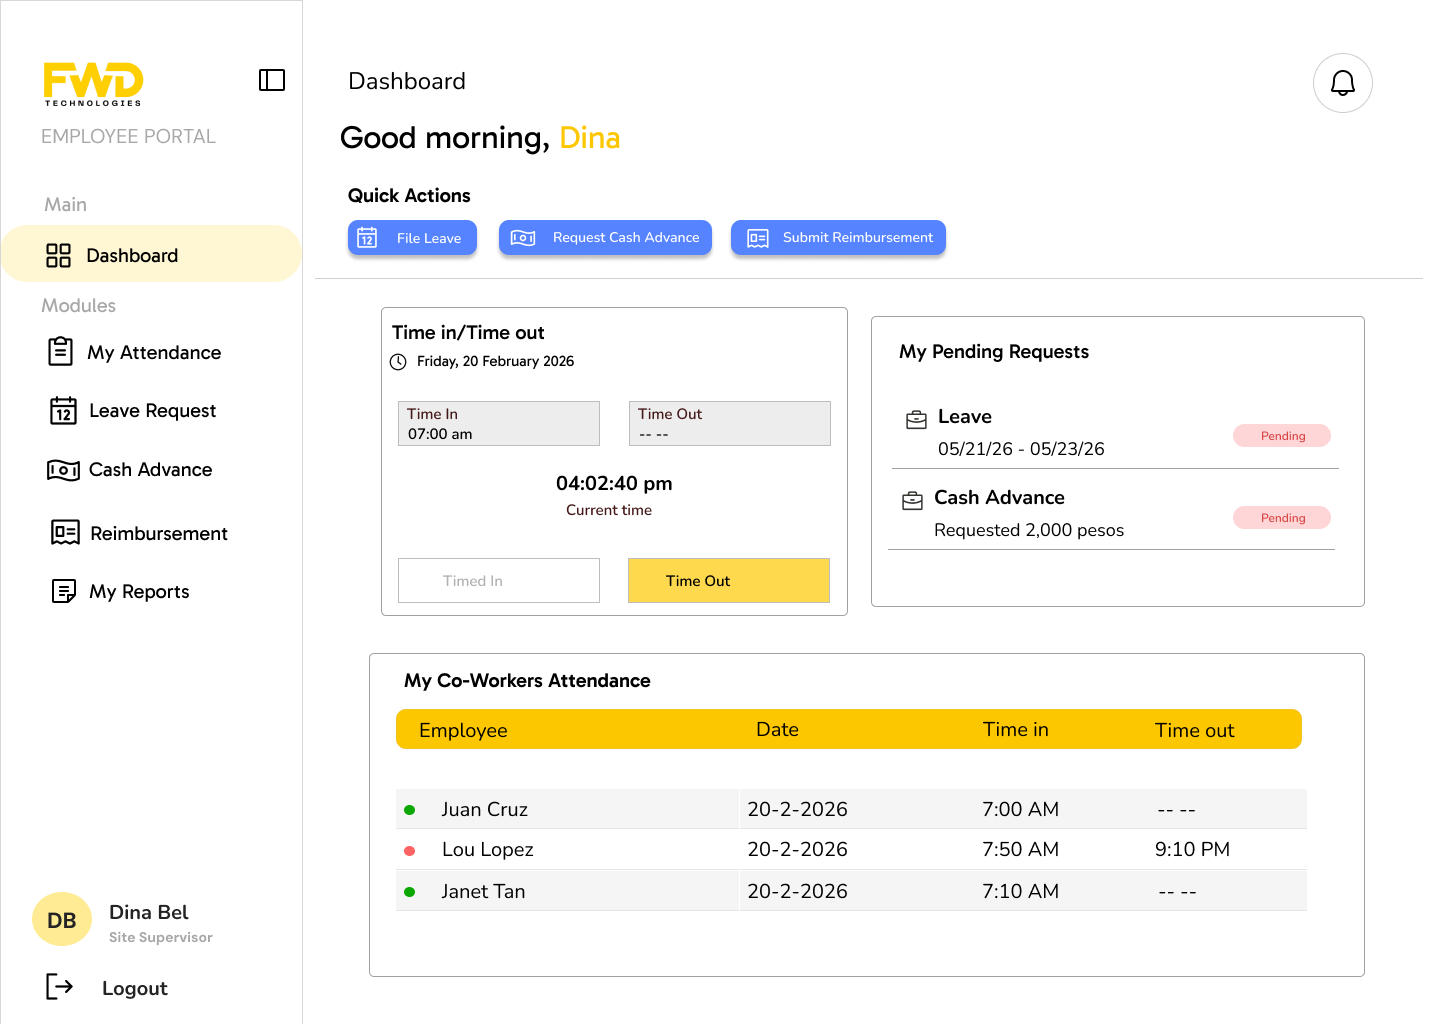 FWD
TECHNOLOGIES
EMPLOYEE PORTAL
Main
Dashboard
Modules
My Attendance
12
Leave Request
Cash Advance
Reimbursement
My Reports
DB
Dina Bel
Site Supervisor
Logout
Dashboard
Good morning, Dina
Quick Actions
12
File Leave
Request Cash Advance
Submit Reimbursement
Time in/Time out
Friday, 20 February 2026
Time In
07:00 am
Time Out
-- --
04:02:40 pm
Current time
Timed In
Time Out
My Pending Requests
Leave
05/21/26 - 05/23/26
Pending
Cash Advance
Requested 2,000 pesos
Pending
My Co-Workers Attendance
Employee Date Time in Time out
Juan Cruz 20-2-2026 7:00 AM -- --
Lou Lopez 20-2-2026 7:50 AM 9:10 PM
Janet Tan 20-2-2026 7:10 AM -- --